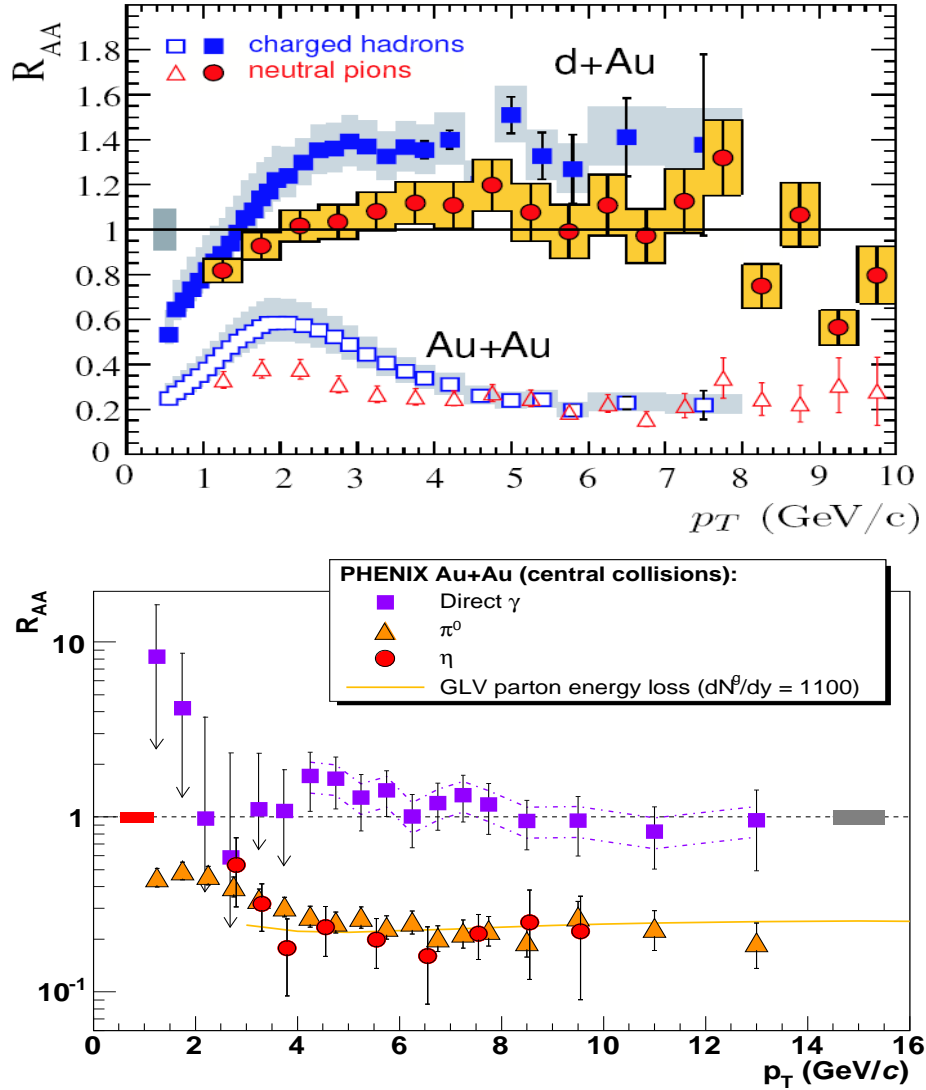 R_AA
1.8
1.6
1.4
1.2
1
0.8
0.6
0.4
0.2
0
charged hadrons
neutral pions
d+Au
Au+Au
0 1 2 3 4 5 6 7 8 9 10
p_T (GeV/c)
PHENIX Au+Au (central collisions):
Direct γ
π⁰
η
GLV parton energy loss (dN^g/dy = 1100)
R_AA
10
1
10⁻¹
0 2 4 6 8 10 12 14 16
p_T (GeV/c)